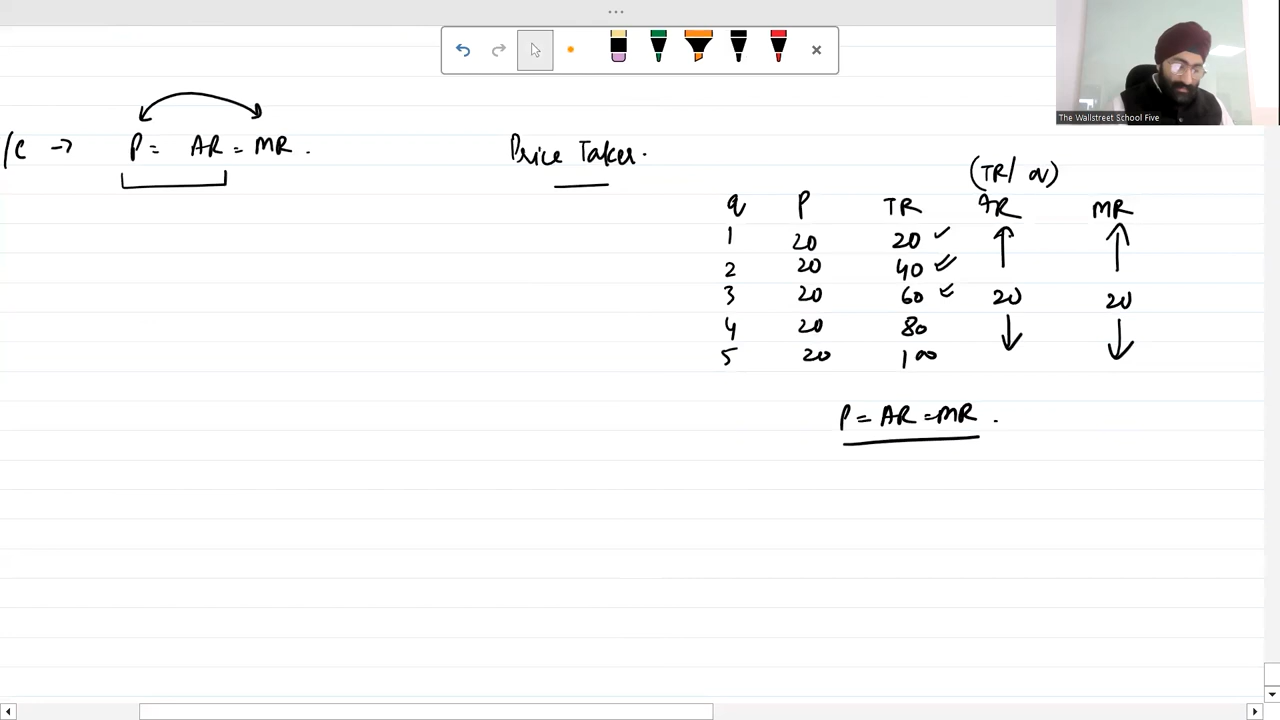 The Wallstreet School Five
/C → P = AR = MR.
Price Taker.
(TR/Q)
q P TR AR MR
1 20 20
2 20 40
3 20 60 20 20
4 20 80
5 20 100
P = AR = MR.